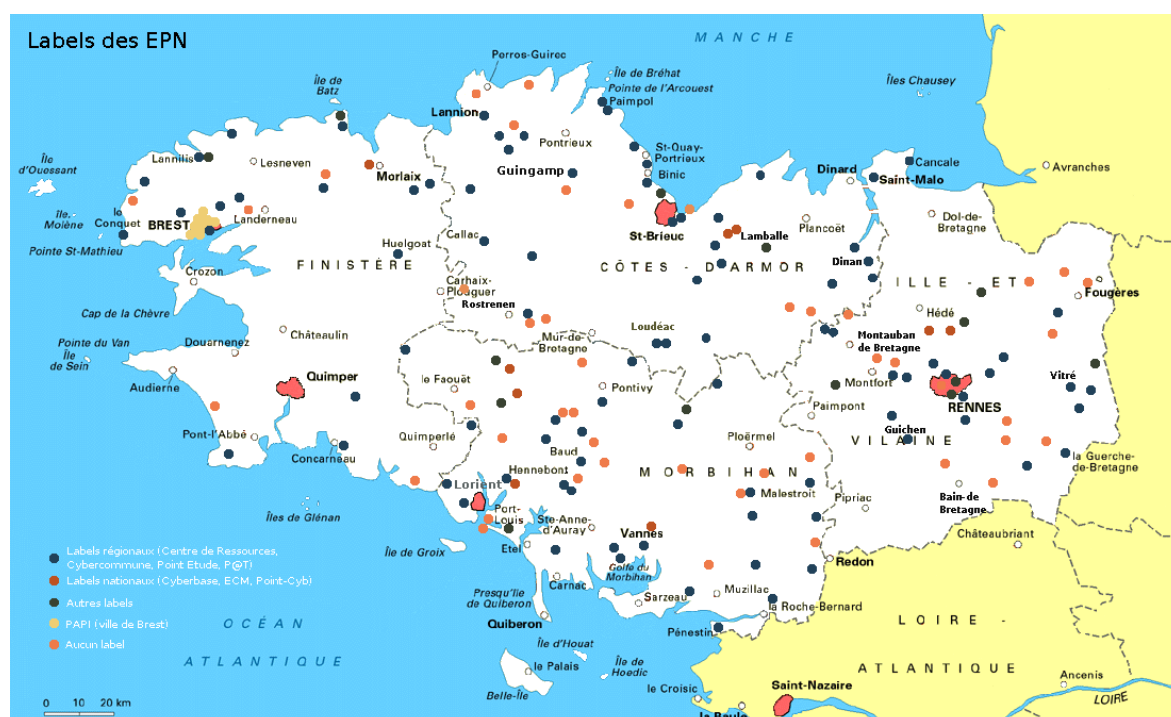 Labels des EPN
MANCHE
Perros-Guirec
Île de Bréhat
Pointe de l'Arcouest
Paimpol
Îles Chausey
Île de
Batz
Lannion
Pontrieux
St-Quay-
Portrieux
Binic
Guingamp
Dinard
Cancale
Saint-Malo
Avranches
Île
d'Ouessant
Lannilis
Lesneven
Morlaix
Île
Molène
le
Conquet
BREST
Landerneau
Pointe St-Mathieu
St-Brieuc
Lamballe
Plancoët
Dol-de-
Bretagne
Dinan
Huelgoat
Callac
Crozon
FINISTÈRE
CÔTES - D'ARMOR
ILLE - ET
Fougères
Carhaix-
Plouguer
Rostrenen
Cap de la Chèvre
Hédé
Châteaulin
Pointe du Van
Île
de Sein
Douarnenez
Mur-de-
Bretagne
Loudéac
Montauban
de Bretagne
Audierne
Quimper
le Faouët
Pontivy
Montfort
Vitré
RENNES
Paimpont
Guichen
VILAINE
Pont-l'Abbé
Concarneau
Quimperlé
Baud
Ploërmel
MORBIHAN
la Guerche-
de-Bretagne
Hennebont
Lorient
Malestroit
Pipriac
Bain-de
Bretagne
Îles de Glénan
Port-
Louis
Ste-Anne-
d'Auray
Vannes
Châteaubriant
Île de Groix
Etel
Golfe du
Morbihan
Redon
Carnac
Presqu'île
de Quiberon
Sarzeau
Muzillac
la Roche-Bernard
Quiberon
Pénestin
Île d'Houat
Île de
Hoedic
le Palais
Belle-Île
LOIRE -
ATLANTIQUE
le Croisic
Saint-Nazaire
la Baule
Ancenis
LOIRE
Labels régionaux (Centre de Ressources,
Cybercommune, Point Etude, P@T)
Labels nationaux (Cyberbase, ECM, Point-Cyb)
Autres labels
PAPI (ville de Brest)
Aucun label
OCÉAN
ATLANTIQUE
0 10 20 km